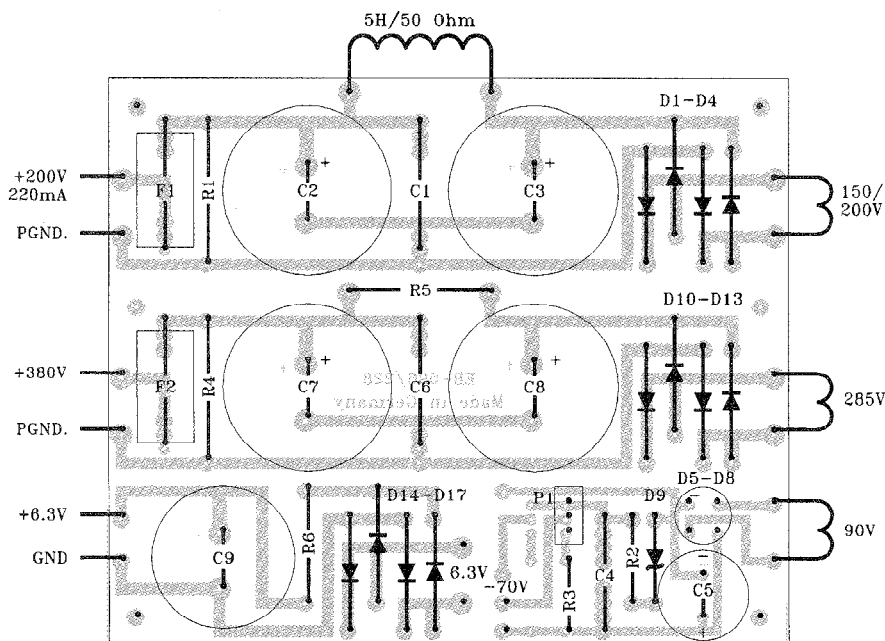 5H/50 Ohm
D1-D4
+200V
220mA
F1
R1
C2
C1
C3
150/
200V
PGND.
R5
D10-D13
+380V
F2
R4
C7
C6
C8
285V
Made in Germany
PGND.
D14-D17
P1
D9
D5-D8
+6.3V
90V
GND
C9
R6
6.3V
-70V
R3
C4
R2
C5